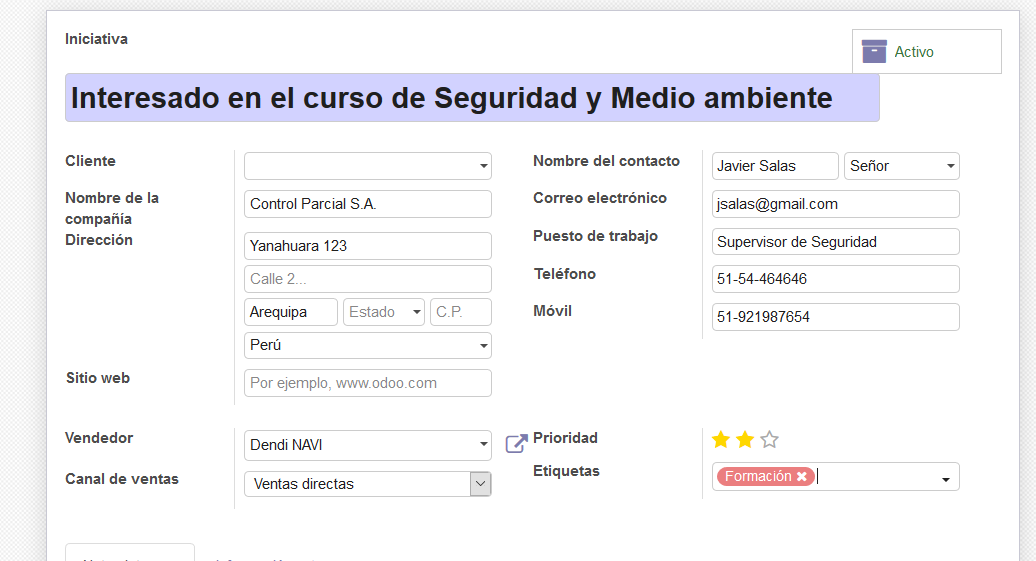 Iniciativa
Activo
Interesado en el curso de Seguridad y Medio ambiente
Cliente
Nombre de la
compañía
Control Parcial S.A.
Dirección
Yanahuara 123
Calle 2...
Arequipa Estado C.P.
Perú
Sitio web
Por ejemplo, www.odoo.com
Nombre del contacto
Javier Salas Señor
Correo electrónico
jsalas@gmail.com
Puesto de trabajo
Supervisor de Seguridad
Teléfono
51-54-464646
Móvil
51-921987654
Vendedor
Dendi NAVI
Canal de ventas
Ventas directas
Prioridad
Etiquetas
Formación